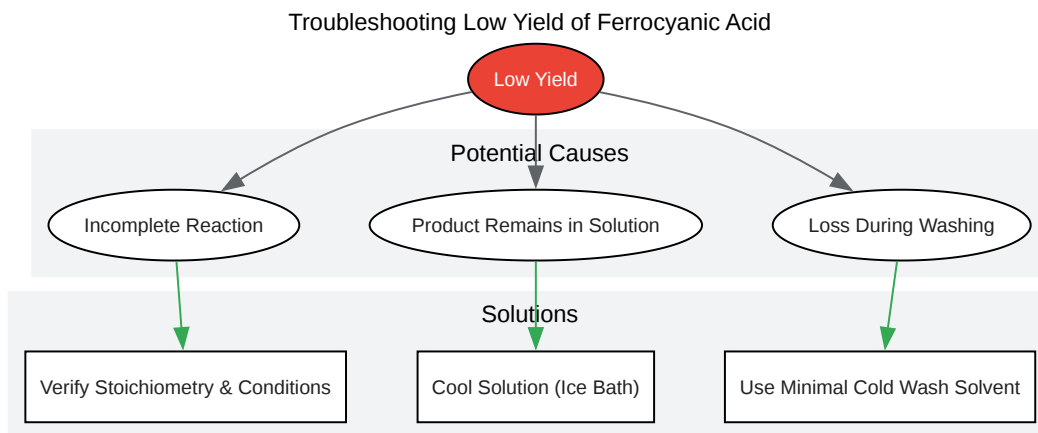 Troubleshooting Low Yield of Ferrocyanic Acid
Low Yield
Potential Causes
Incomplete Reaction
Product Remains in Solution
Loss During Washing
Solutions
Verify Stoichiometry & Conditions
Cool Solution (Ice Bath)
Use Minimal Cold Wash Solvent